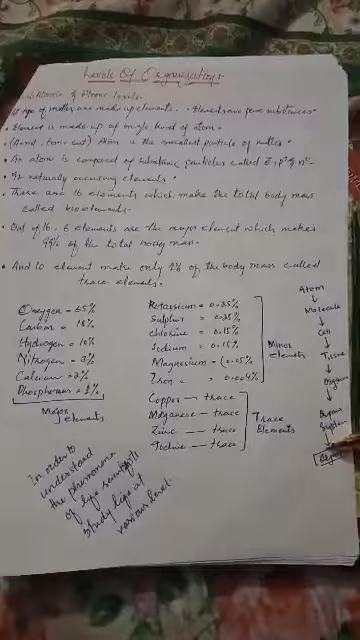 Levels Of Organisation
Subatomic & Atomic levels.
All type of matter are made up elements. • Elements are pure substances.
• Element is made up of single kind of atom.
• Atom is the smallest particle of matter.
• An atom is composed of subatomic particles called
• 92 naturally occurring elements.
• There are 16 elements which make the total body mass
called bioelements.
• Out of 16, 6 elements are the major element which makes
99% of the total body mass.
• And 10 element make only 1% of the body mass called
trace elements.
Oxygen = 65%
Carbon = 18%
Hydrogen = 10%
Nitrogen = 3%
Calcium = 2%
Phosphorus = 1%
Major
elements
Potassium = 0.35%
Sulphur = 0.25%
Chlorine = 0.15%
Sodium = 0.15%
Magnesium = 0.05%
Iron = 0.004%
Minor
elements
Copper — trace
Meganese — trace
Zinc — trace
Iodine — trace
Trace
Elements
Atom
Molecule
Cell
Tissue
Organ
Organ
System
In order to
understand
the phenomena
of life scientists
study life at
various level.